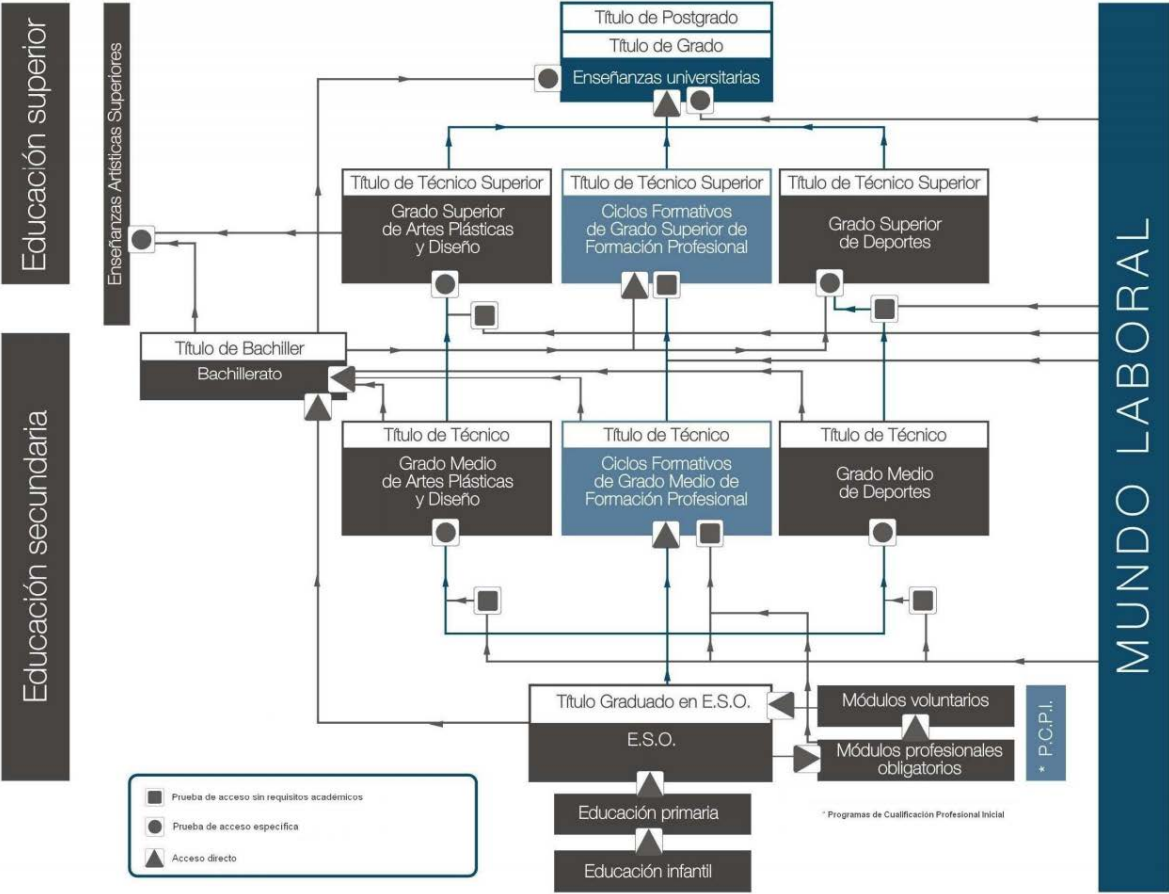 Educación superior
Enseñanzas Artísticas Superiores
Título de Postgrado
Título de Grado
Enseñanzas universitarias
Título de Técnico Superior
Grado Superior
de Artes Plásticas
y Diseño
Título de Técnico Superior
Ciclos Formativos
de Grado Superior de
Formación Profesional
Título de Técnico Superior
Grado Superior
de Deportes
MUNDO LABORAL
Educación secundaria
Título de Bachiller
Bachillerato
Título de Técnico
Grado Medio
de Artes Plásticas
y Diseño
Título de Técnico
Ciclos Formativos
de Grado Medio de
Formación Profesional
Título de Técnico
Grado Medio
de Deportes
Título Graduado en E.S.O.
E.S.O.
Módulos voluntarios
Módulos profesionales
obligatorios
* P.C.P.I.
Educación primaria
Educación infantil
* Programas de Cualificación Profesional Inicial
Prueba de acceso sin requisitos académicos
Prueba de acceso específica
Acceso directo